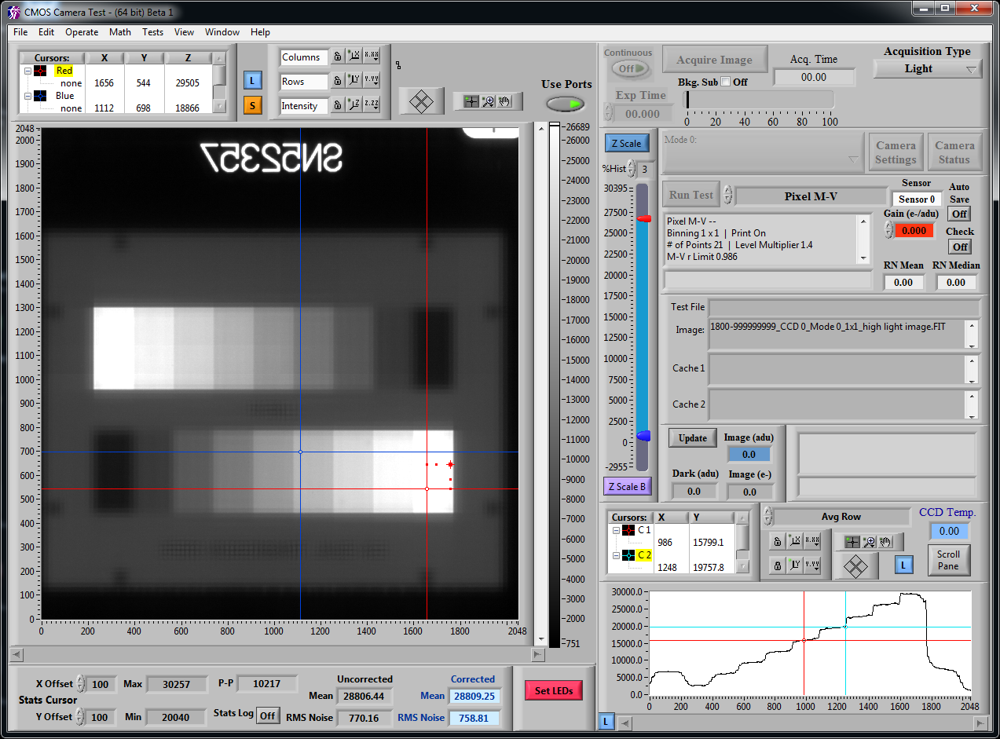 CMOS Camera Test - (64 bit) Beta 1
File Edit Operate Math Tests View Window Help
Cursors: X Y Z
Red
none 1656 544 29505
Blue
none 1112 698 18866
L
S
Columns
Rows
Intensity
Use Ports
Continuous
Off
Acquire Image
Acq. Time
00.00
Acquisition Type
Light
Bkg. Sub Off
Exp Time
00.000
0 20 40 60 80 100
Z Scale
%Hist 3
30395
27500
25000
22500
20000
17500
15000
12500
10000
7500
5000
2500
0
-2955
Z Scale B
Mode 0:
Camera Settings
Camera Status
Run Test
Pixel M-V
Sensor
Sensor 0
Auto Save
Off
Gain (e-/adu)
0.000
Check
Off
Pixel M-V --
Binning 1 x 1 | Print On
# of Points 21 | Level Multiplier 1.4
M-V r Limit 0.986
RN Mean RN Median
0.00 0.00
Test File
Image: 1800-999999999_CCD 0_Mode 0_1x1_high light image.FIT
Cache 1
Cache 2
Update
Image (adu)
0.0
Dark (adu) Image (e-)
0.0 0.0
SN52357
2048
2000
1900
1800
1700
1600
1500
1400
1300
1200
1100
1000
900
800
700
600
500
400
300
200
100
0
0 200 400 600 800 1000 1200 1400 1600 1800 2048
26689
26000
25000
24000
23000
22000
21000
20000
19000
18000
17000
16000
15000
14000
13000
12000
11000
10000
9000
8000
7000
6000
5000
4000
3000
2000
751
Cursors: X Y
C 1
986 15799.1
C 2
1248 19757.8
Avg Row
CCD Temp.
0.00
L
Scroll Pane
30000.0
25000.0
20000.0
15000.0
10000.0
5000.0
0.0
0 200 400 600 800 1000 1200 1400 1600 1800 2048
L
X Offset 100
Stats Cursor
Y Offset 100
Max 30257
Min 20040
P-P 10217
Stats Log Off
Uncorrected
Mean 28806.44
RMS Noise 770.16
Corrected
Mean 28809.25
RMS Noise 758.81
Set LEDs